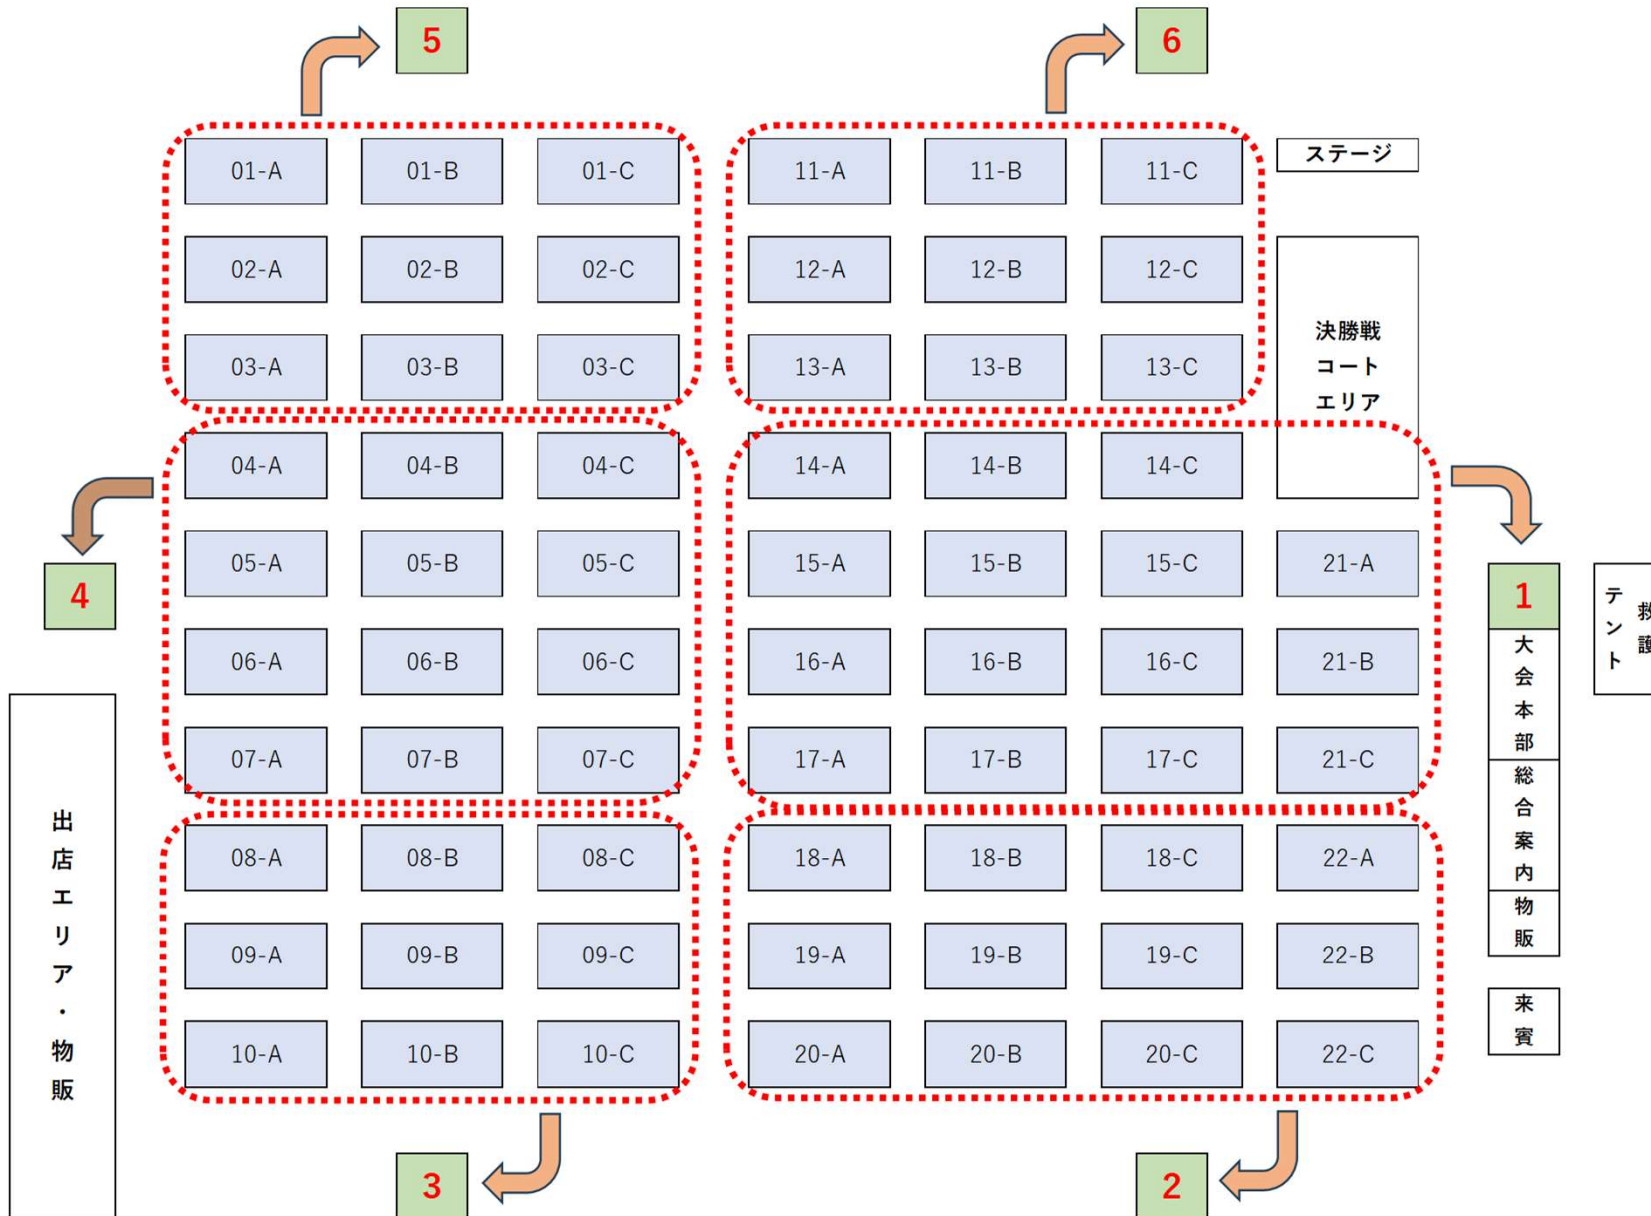 5
6
01-A 01-B 01-C 11-A 11-B 11-C ステージ
02-A 02-B 02-C 12-A 12-B 12-C
03-A 03-B 03-C 13-A 13-B 13-C
決勝戦
コート
エリア
04-A 04-B 04-C 14-A 14-B 14-C
05-A 05-B 05-C 15-A 15-B 15-C 21-A
4
1
救護
テント
06-A 06-B 06-C 16-A 16-B 16-C 21-B
大会本部
07-A 07-B 07-C 17-A 17-B 17-C 21-C
総合案内
出店エリア・物販
08-A 08-B 08-C 18-A 18-B 18-C 22-A
物販
09-A 09-B 09-C 19-A 19-B 19-C 22-B
来賓
10-A 10-B 10-C 20-A 20-B 20-C 22-C
3
2